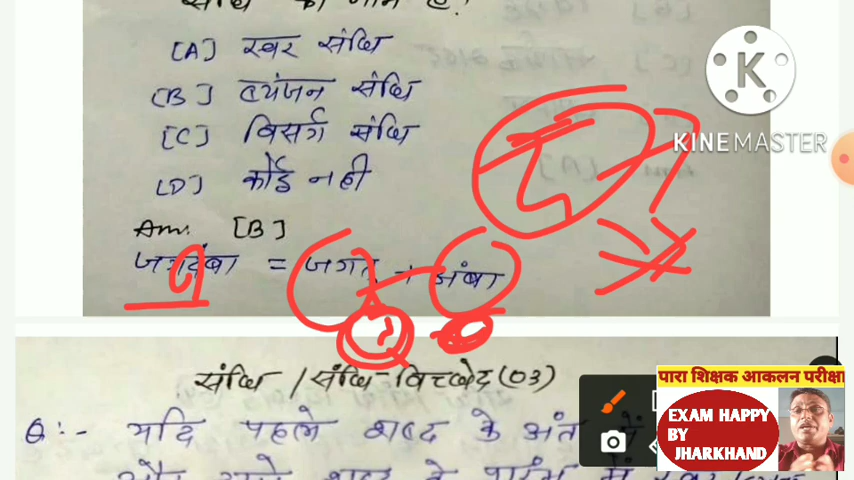 संधि का नाम है?
[A] स्वर संधि
[B] व्यंजन संधि
[C] विसर्ग संधि
[D] कोई नही
Ans. [B]
जगदंबा = जगत् + अंबा
K
KINEMASTER
संधि / संधि-विच्छेद (03)
Q:- यदि पहले शब्द के अंत में
पारा शिक्षक आकलन परीक्षा
EXAM HAPPY
BY
JHARKHAND